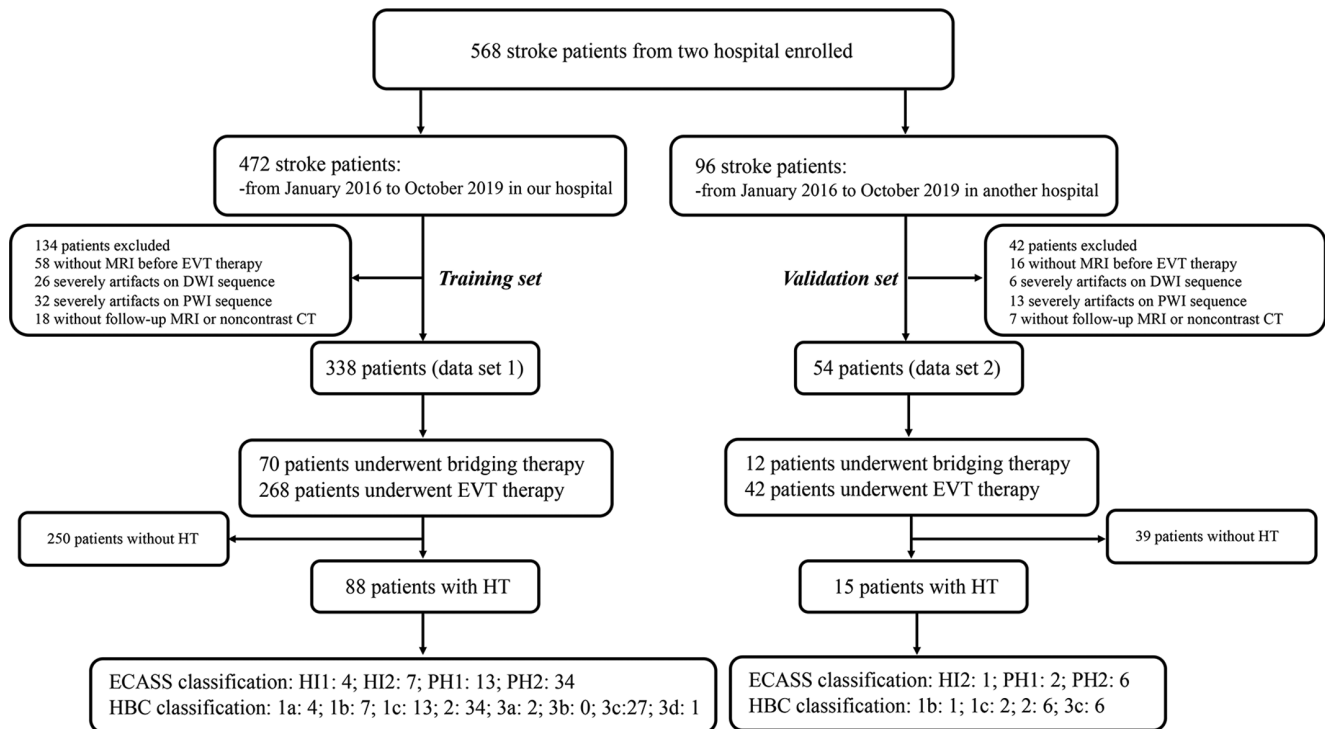 568 stroke patients from two hospital enrolled
472 stroke patients:
-from January 2016 to October 2019 in our hospital
96 stroke patients:
-from January 2016 to October 2019 in another hospital
134 patients excluded
58 without MRI before EVT therapy
26 severely artifacts on DWI sequence
32 severely artifacts on PWI sequence
18 without follow-up MRI or noncontrast CT
Training set
Validation set
42 patients excluded
16 without MRI before EVT therapy
6 severely artifacts on DWI sequence
13 severely artifacts on PWI sequence
7 without follow-up MRI or noncontrast CT
338 patients (data set 1)
54 patients (data set 2)
70 patients underwent bridging therapy
268 patients underwent EVT therapy
12 patients underwent bridging therapy
42 patients underwent EVT therapy
250 patients without HT
39 patients without HT
88 patients with HT
15 patients with HT
ECASS classification: HI1: 4; HI2: 7; PH1: 13; PH2: 34
HBC classification: 1a: 4; 1b: 7; 1c: 13; 2: 34; 3a: 2; 3b: 0; 3c:27; 3d: 1
ECASS classification: HI2: 1; PH1: 2; PH2: 6
HBC classification: 1b: 1; 1c: 2; 2: 6; 3c: 6